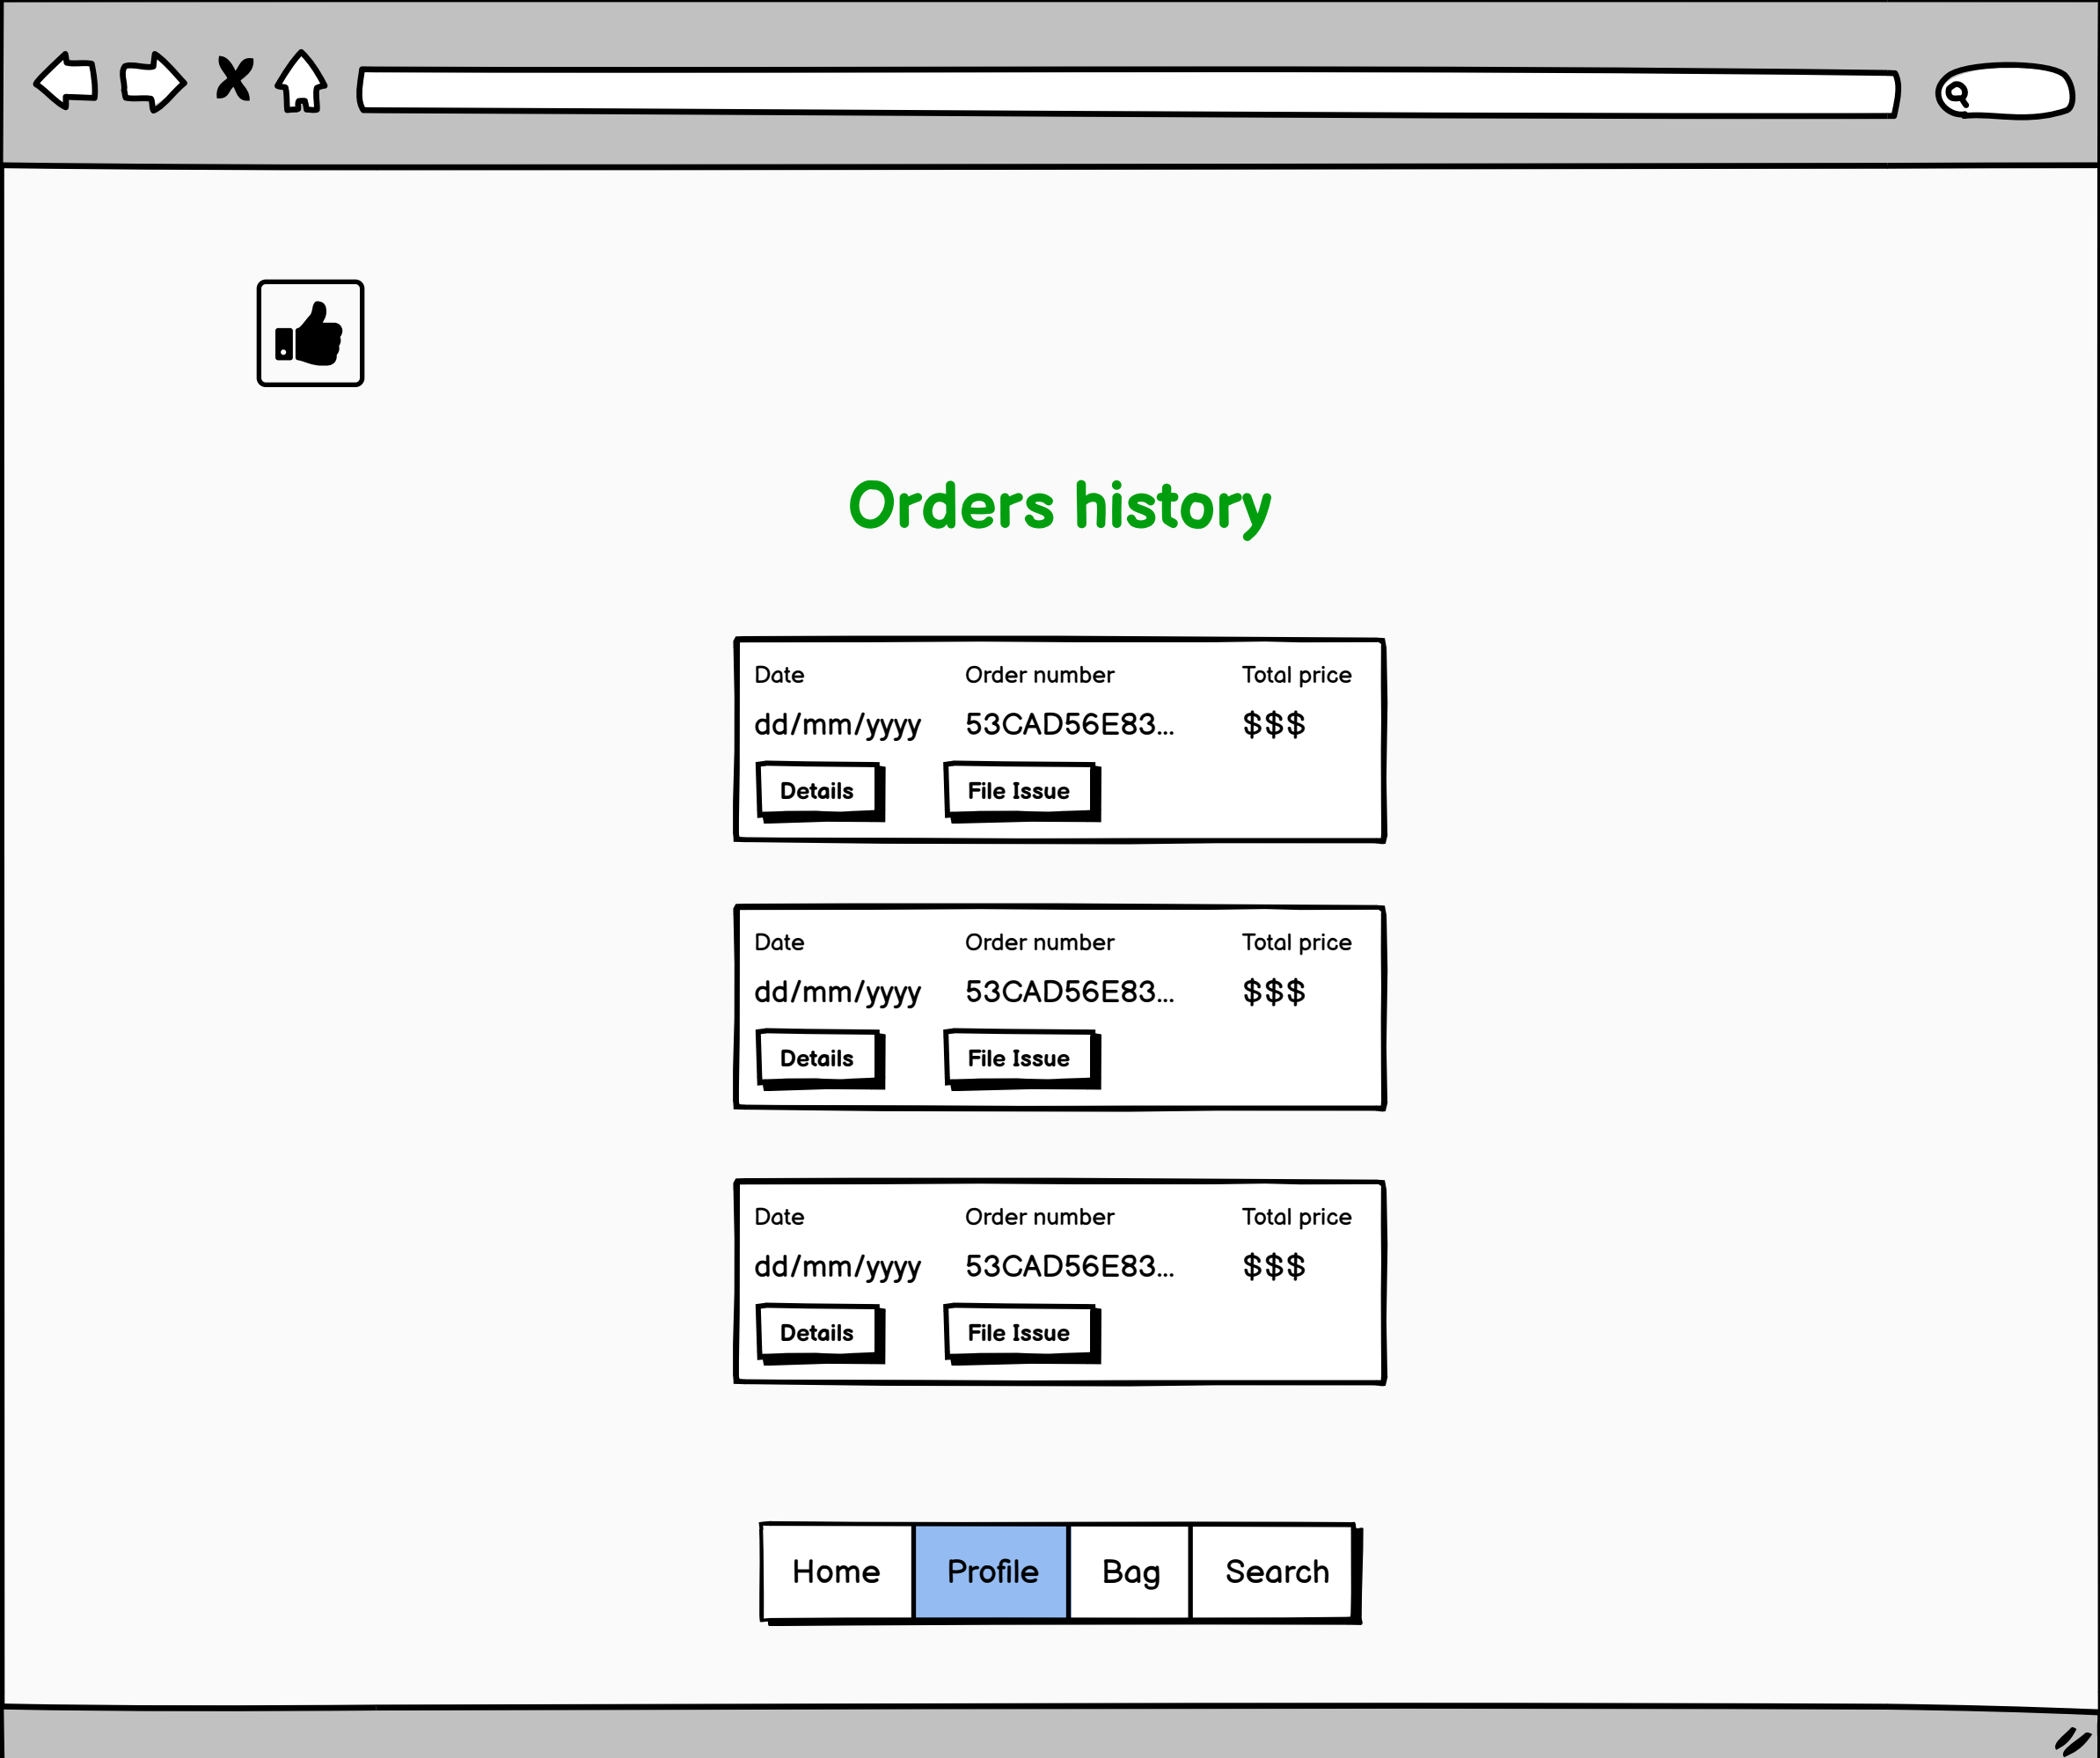 Orders history
Date Order number Total price
dd/mm/yyyy 53CAD56E83... $$$
Details File Issue
Date Order number Total price
dd/mm/yyyy 53CAD56E83... $$$
Details File Issue
Date Order number Total price
dd/mm/yyyy 53CAD56E83... $$$
Details File Issue
Home Profile Bag Search